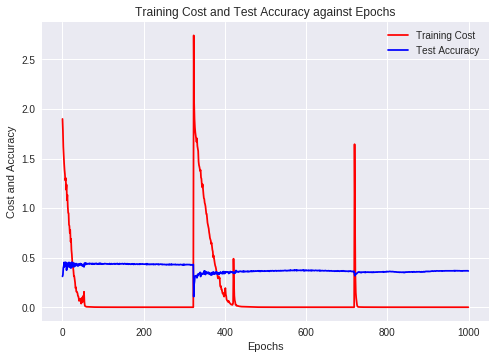 Training Cost and Test Accuracy against Epochs
Training Cost
Test Accuracy
Cost and Accuracy
2.5
2.0
1.5
1.0
0.5
0.0
0
200
400
600
800
1000
Epochs